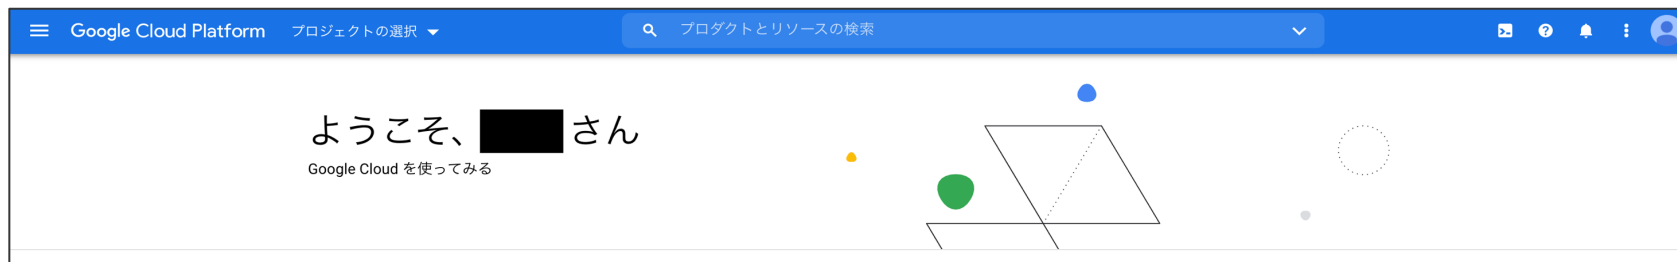 Google Cloud Platform プロジェクトの選択 プロダクトとリソースの検索
ようこそ、 さん
Google Cloud を使ってみる